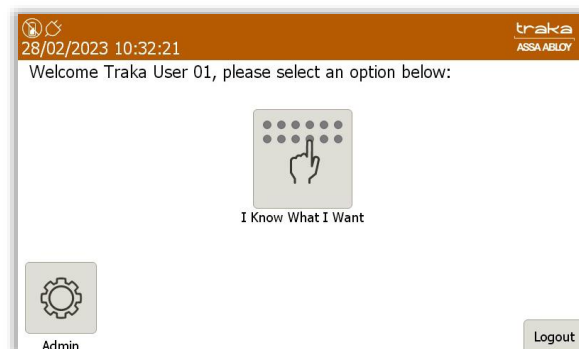 traka
28/02/2023 10:32:21
ASSA ABLOY
Welcome Traka User 01, please select an option below:
I Know What I Want
Admin
Logout